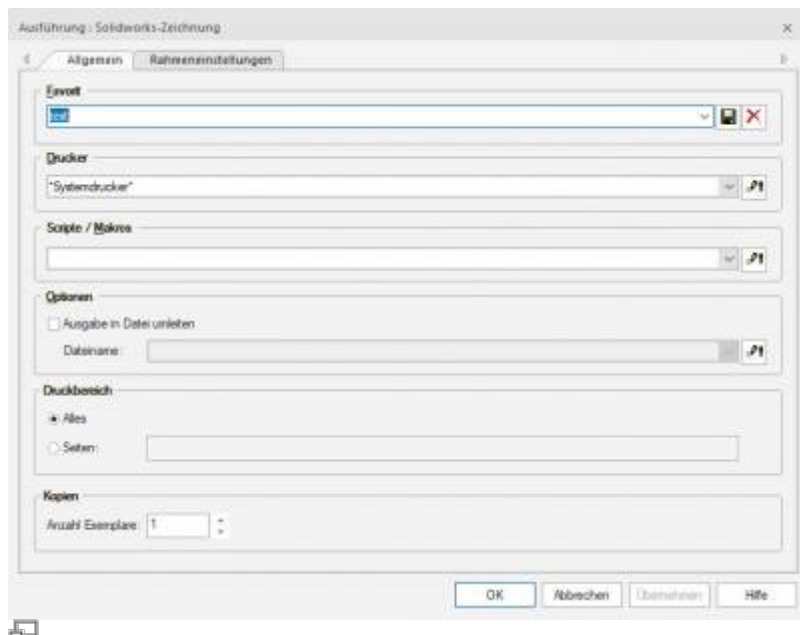 Ausführung : Solidworks-Zeichnung
Allgemein Rahmeneinstellungen
Favorit
test
Drucker
"Systemdrucker"
Scripte / Makros
Optionen
Ausgabe in Datei umleiten
Dateiname:
Druckbereich
Alles
Seiten:
Kopien
Anzahl Exemplare: 1
OK Abbrechen Übernehmen Hilfe